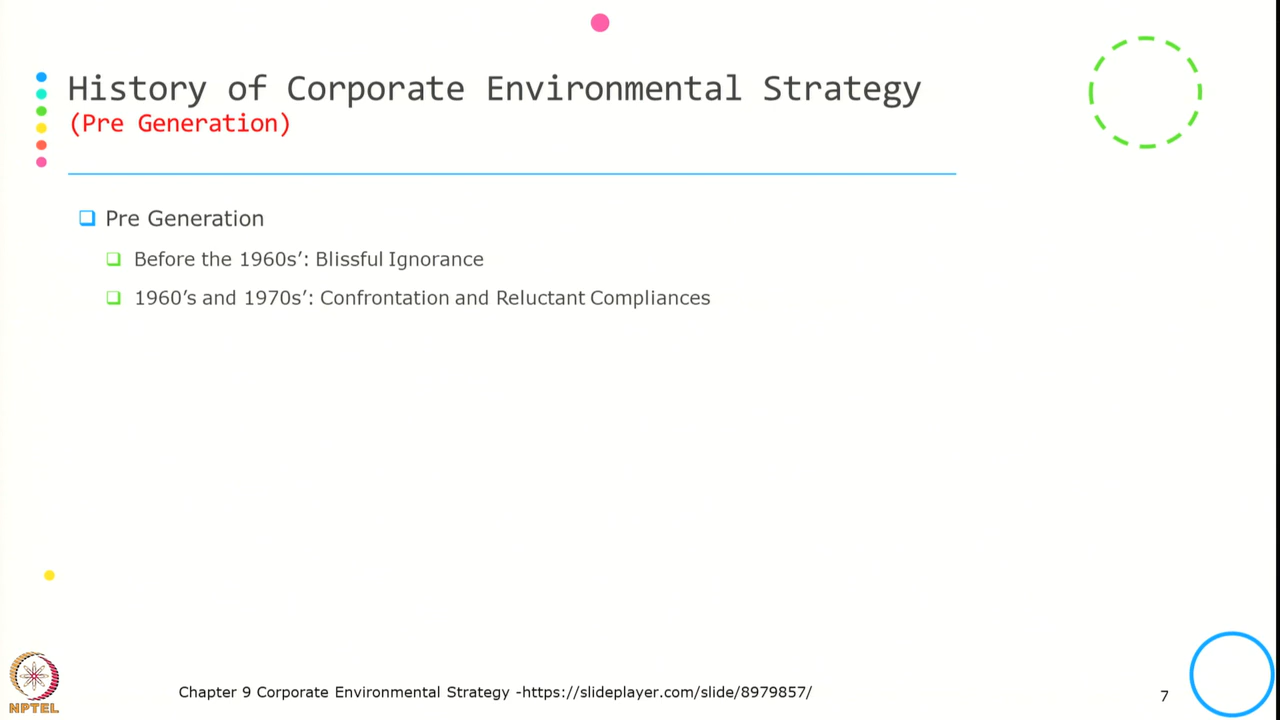 History of Corporate Environmental Strategy
(Pre Generation)
Pre Generation
Before the 1960s’: Blissful Ignorance
1960’s and 1970s’: Confrontation and Reluctant Compliances
Chapter 9 Corporate Environmental Strategy -https://slideplayer.com/slide/8979857/
7
NPTEL